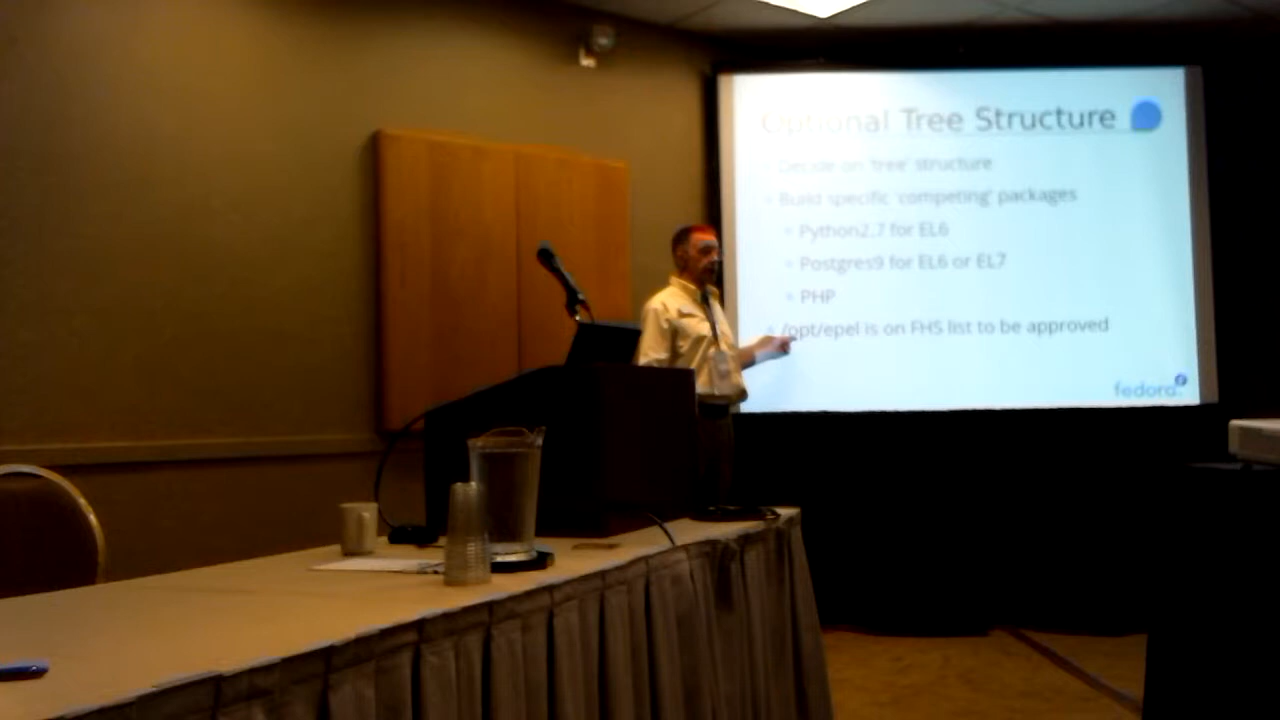 Optional Tree Structure
Decide on 'tree' structure
Build specific 'competing' packages
Python2.7 for EL6
Postgres9 for EL6 or EL7
PHP
/opt/epel is on FHS list to be approved
fedora